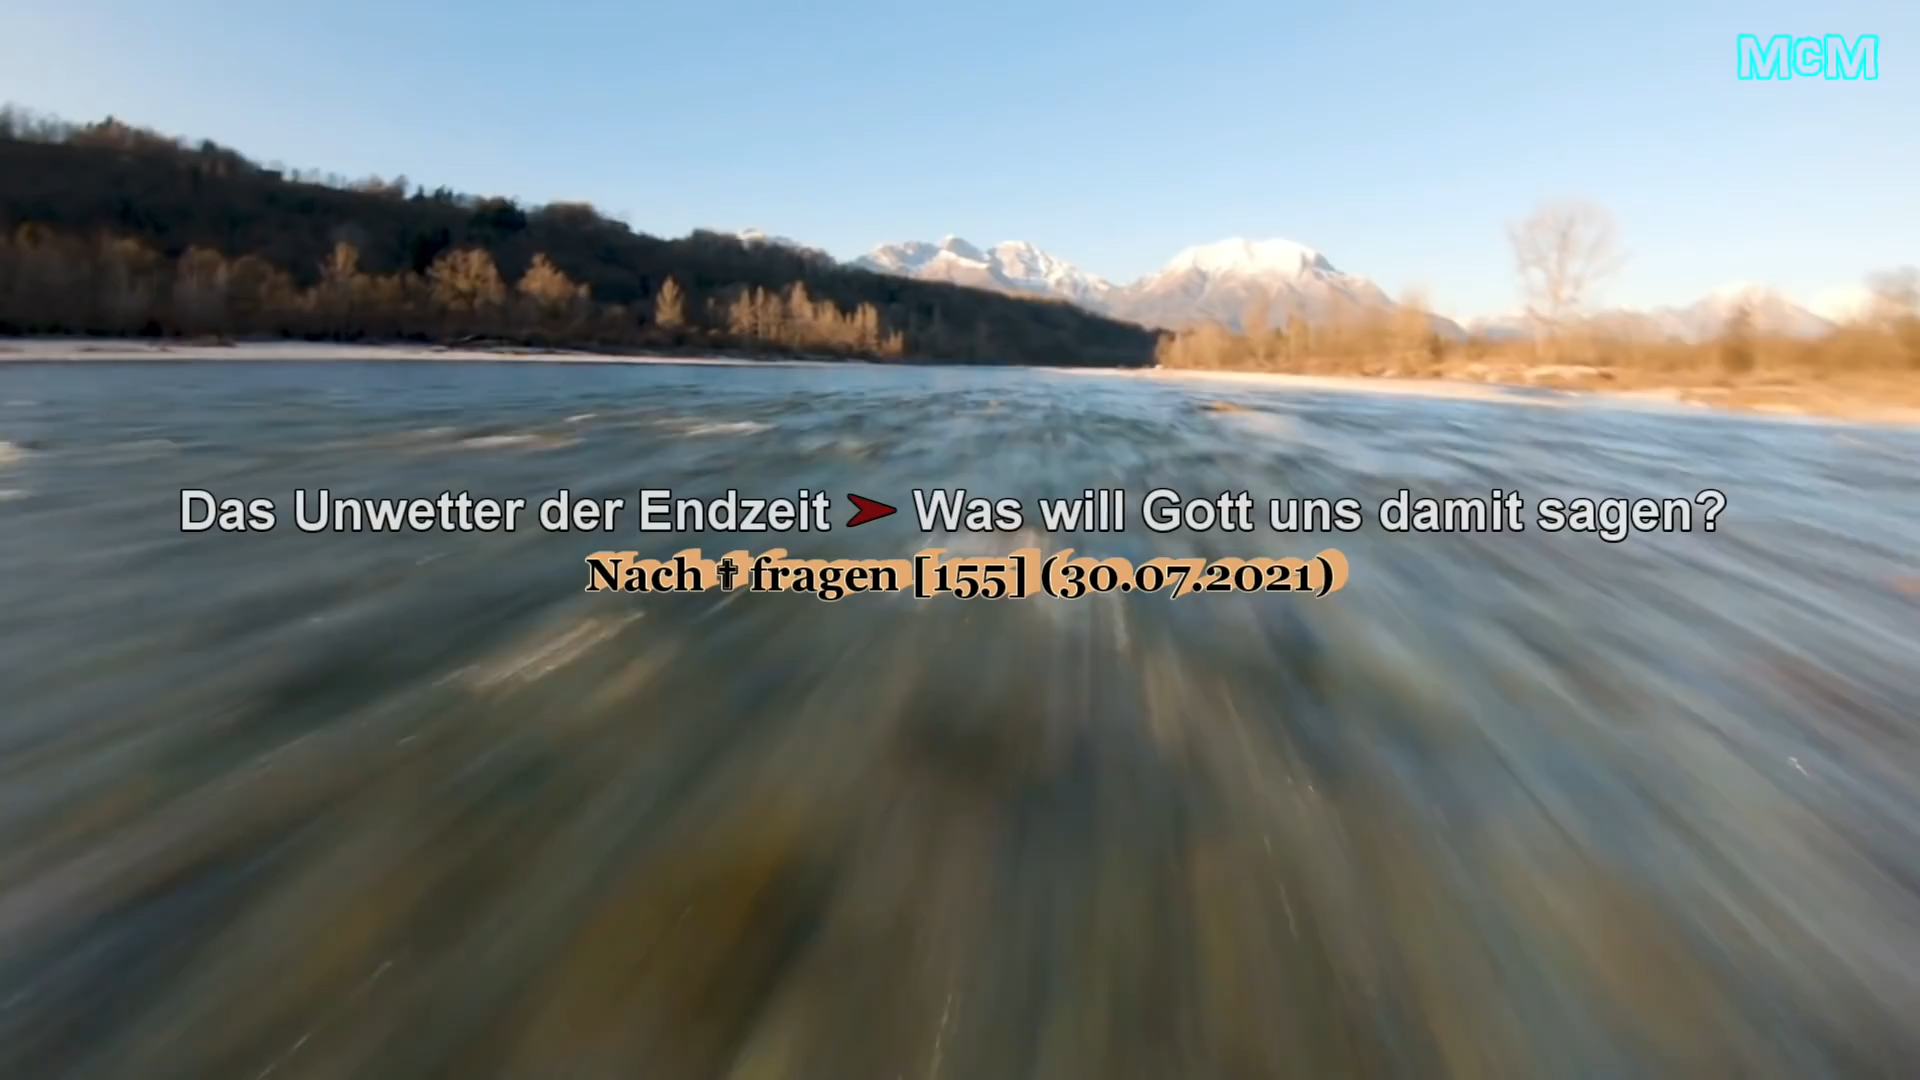 McM
Das Unwetter der Endzeit ➤ Was will Gott uns damit sagen?
Nach ✝ fragen [155] (30.07.2021)